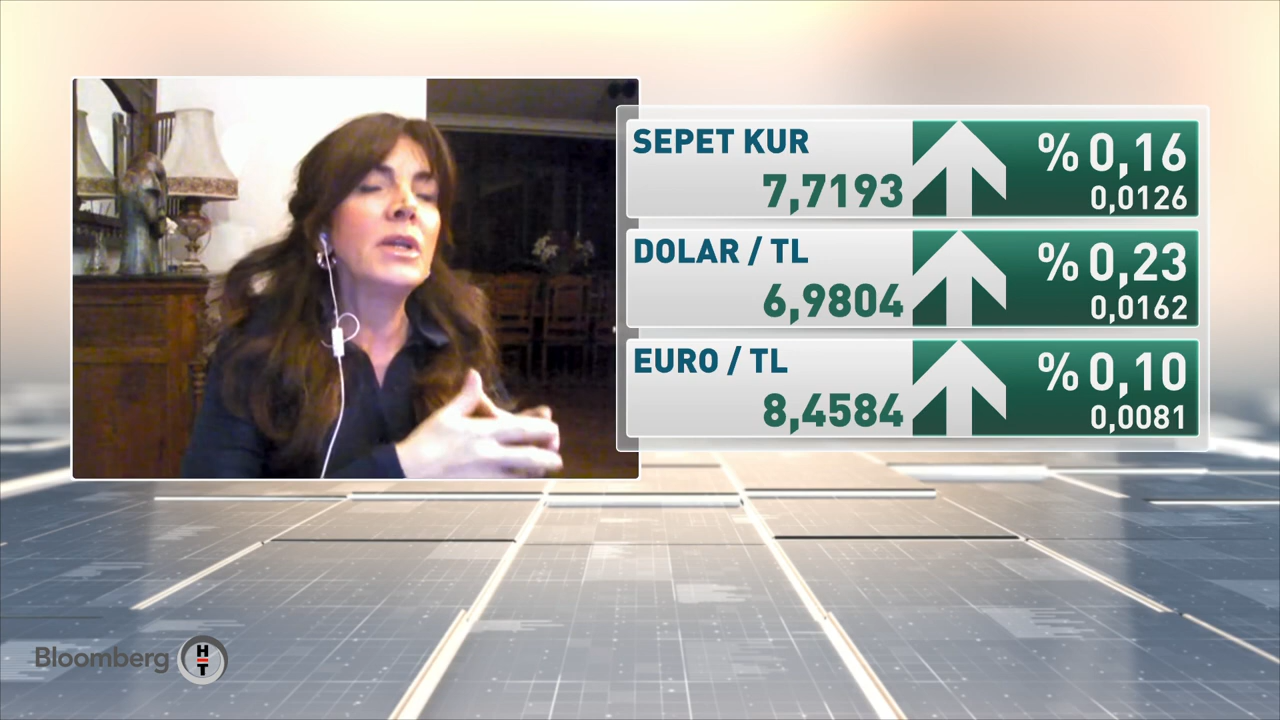 SEPET KUR
7,7193
% 0,16
0,0126
DOLAR / TL
6,9804
% 0,23
0,0162
EURO / TL
8,4584
% 0,10
0,0081
Bloomberg HT